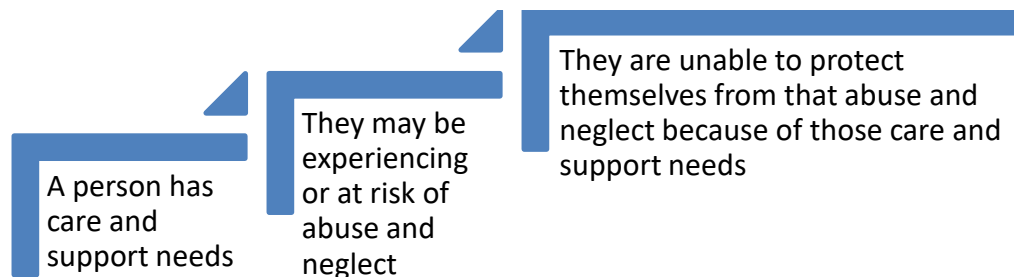 A person has
care and
support needs
They may be
experiencing
or at risk of
abuse and
neglect
They are unable to protect
themselves from that abuse and
neglect because of those care and
support needs